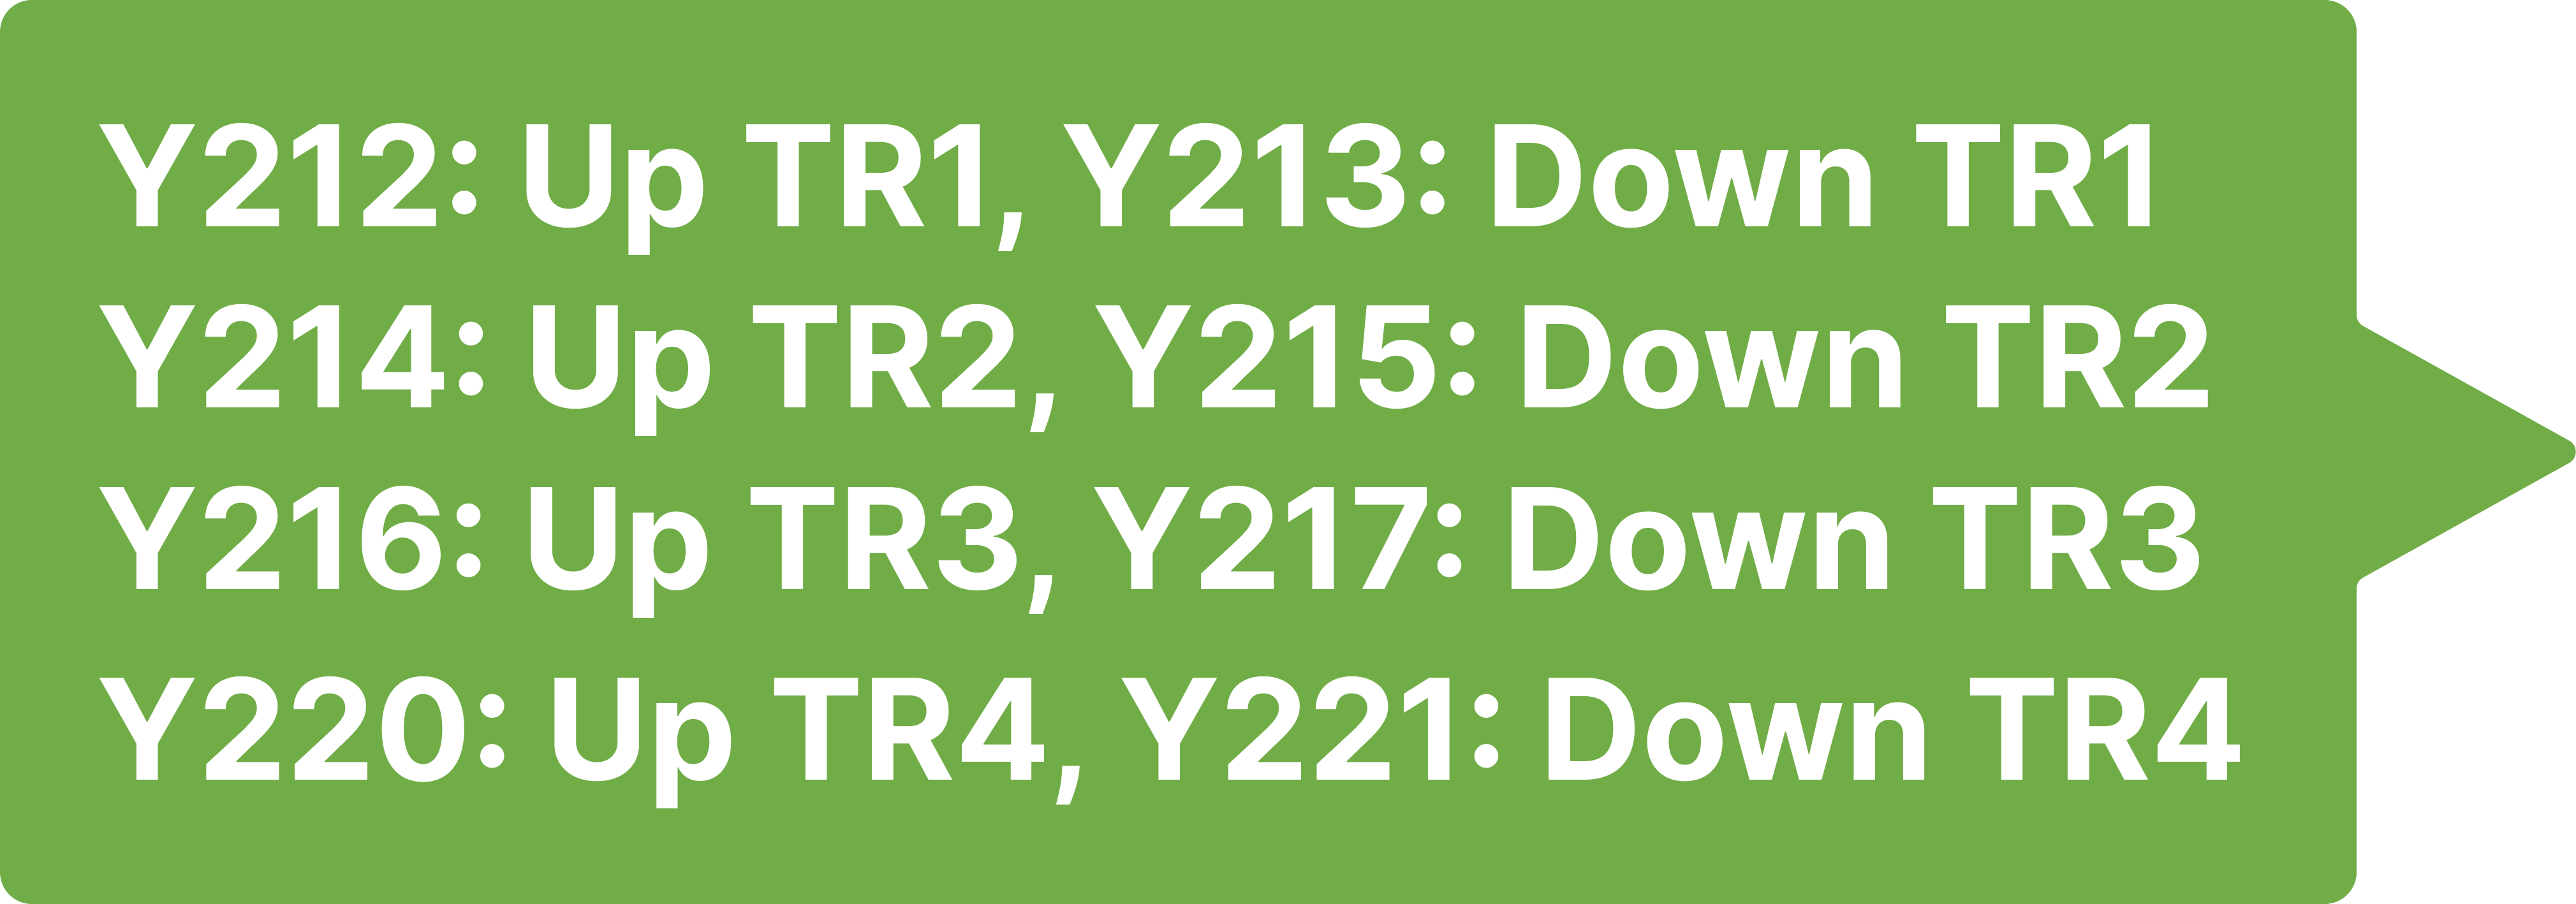 Y212: Up TR1, Y213: Down TR1
Y214: Up TR2, Y215: Down TR2
Y216: Up TR3, Y217: Down TR3
Y220: Up TR4, Y221: Down TR4